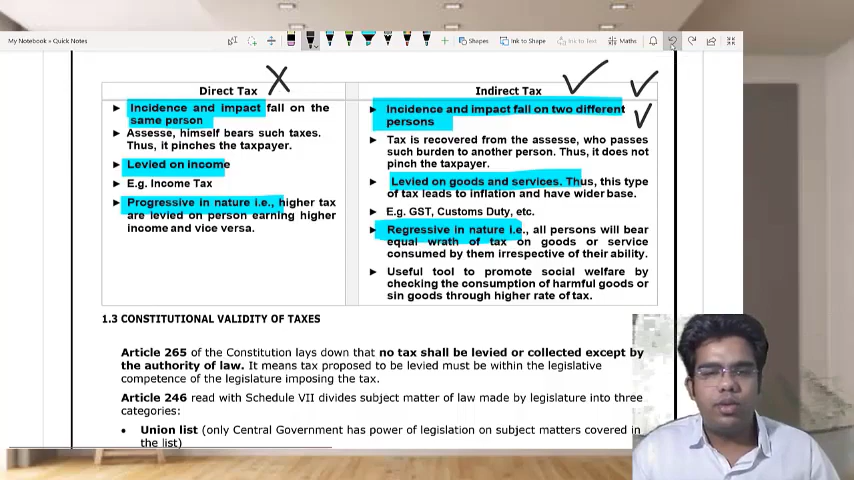 My Notebook » Quick Notes
Shapes
Ink to Shape
Ink to Text
Maths
Direct Tax
Incidence and impact fall on the
same person
Assesse, himself bears such taxes.
Thus, it pinches the taxpayer.
Levied on income
E.g. Income Tax
Progressive in nature i.e., higher tax
are levied on person earning higher
income and vice versa.
Indirect Tax
Incidence and impact fall on two different
persons
Tax is recovered from the assesse, who passes
such burden to another person. Thus, it does not
pinch the taxpayer.
Levied on goods and services. Thus, this type
of tax leads to inflation and have wider base.
E.g. GST, Customs Duty, etc.
Regressive in nature i.e., all persons will bear
equal wrath of tax on goods or service
consumed by them irrespective of their ability.
Useful tool to promote social welfare by
checking the consumption of harmful goods or
sin goods through higher rate of tax.
1.3 CONSTITUTIONAL VALIDITY OF TAXES
Article 265 of the Constitution lays down that no tax shall be levied or collected except by
the authority of law. It means tax proposed to be levied must be within the legislative
competence of the legislature imposing the tax.
Article 246 read with Schedule VII divides subject matter of law made by legislature into three
categories:
• Union list (only Central Government has power of legislation on subject matters covered in
the list)